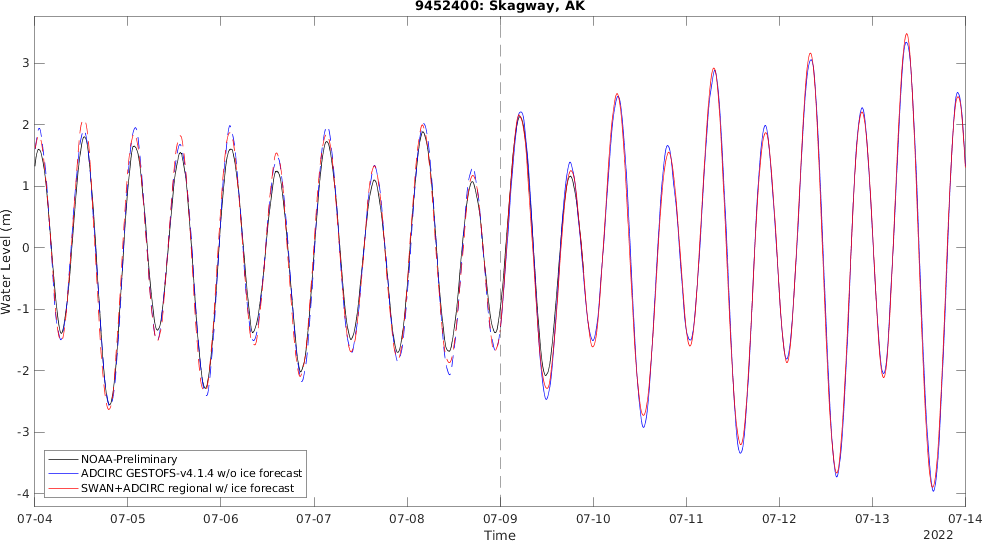 9452400: Skagway, AK
Water Level (m)
3
2
1
0
-1
-2
-3
-4
NOAA-Preliminary
ADCIRC GESTOFS-v4.1.4 w/o ice forecast
SWAN+ADCIRC regional w/ ice forecast
07-04 07-05 07-06 07-07 07-08 07-09 07-10 07-11 07-12 07-13 07-14
Time
2022